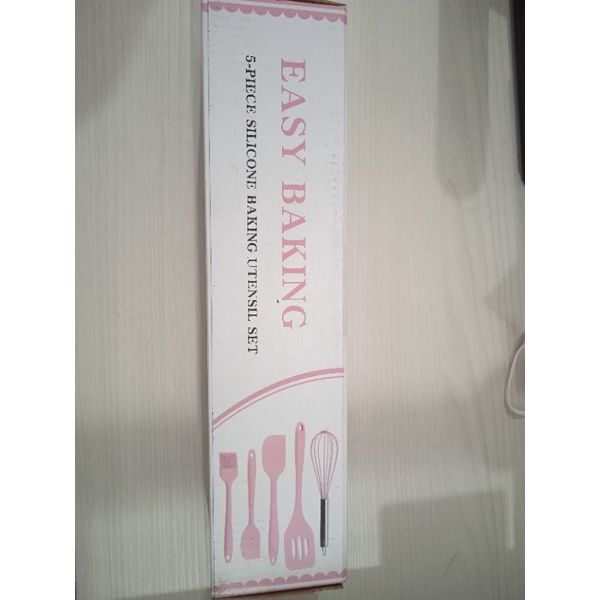 EASY BAKING
5-PIECE SILICONE BAKING UTENSIL SET